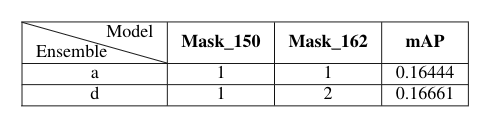 Model Mask_150 Mask_162 mAP
Ensemble
a 1 1 0.16444
d 1 2 0.16661